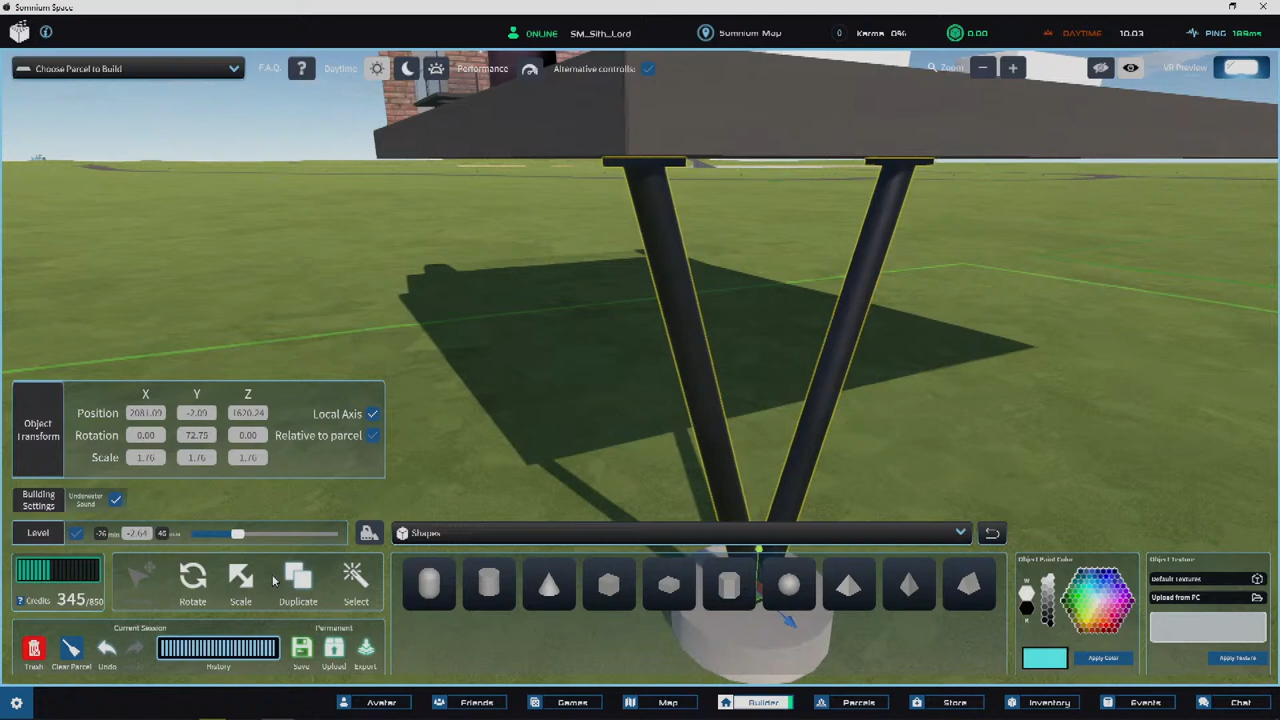 Somnium Space
ONLINE SM_Sith_Lord Somnium Map 0 Karma 0% 0.00 DAYTIME 10.03 PING 188ms
Choose Parcel to Build F.A.Q. ? Daytime Performance Alternative controlls: Zoom VR Preview
X Y Z
Object Transform
Position 2081.09 -2.09 1620.24 Local Axis
Rotation 0.00 72.75 0.00 Relative to parcel
Scale 1.76 1.76 1.76
Building Settings Underwater Sound
Level -2.64 Shapes
Object Paint Color Object Texture
Default Textures
Upload from PC
? Credits 345/850
Rotate Scale Duplicate Select
W
K
Current Session Permanent
Trash Clear Parcel Undo History Save Upload Export
Apply Color Apply Texture
Avatar Friends Games Map Builder Parcels Store Inventory Events Chat